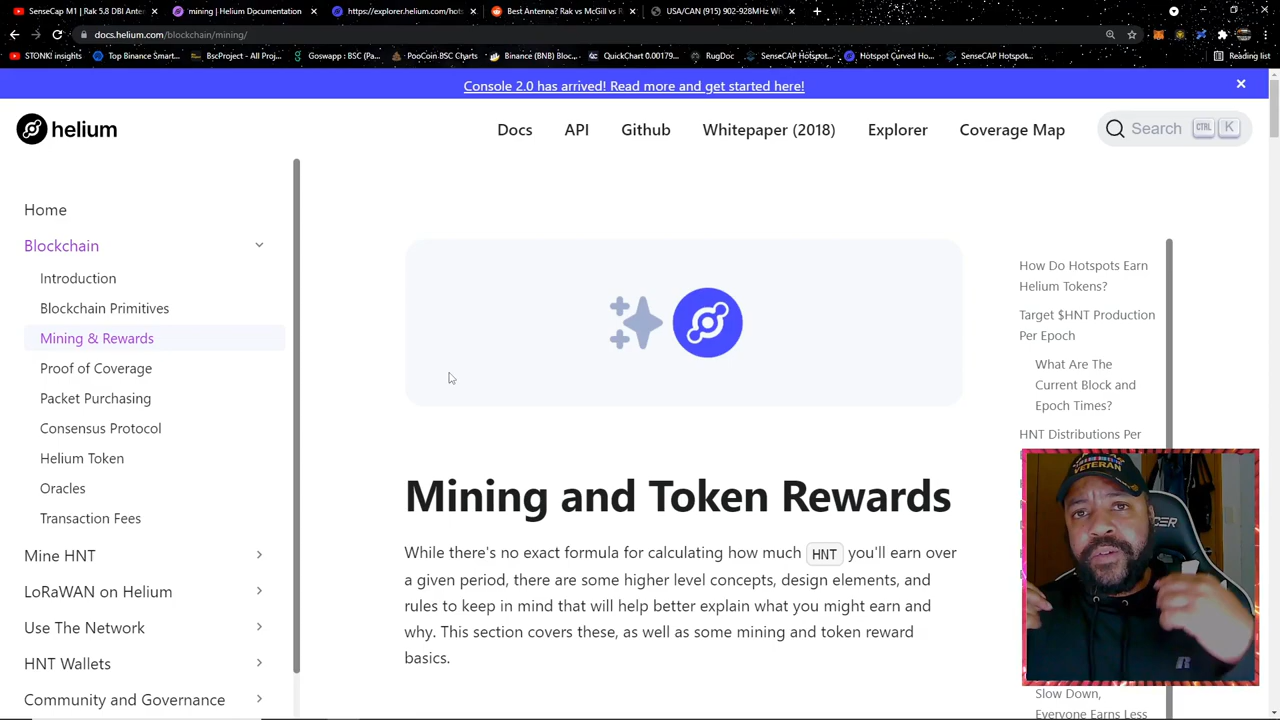 SenseCap M1 | Rak 5.8 DBI Anten
mining | Helium Documentation
https://explorer.helium.com/hots
Best Antenna? Rak vs McGill vs R
USA/CAN (915) 902-928MHz Wh
docs.helium.com/blockchain/mining/
STONK! insights
Top Binance Smart...
BscProject - All Proj...
Goswapp : BSC (Pa...
PooCoin BSC Charts
Binance (BNB) Bloc...
QuickChart 0.00179...
RugDoc
SenseCAP Hotspot...
Hotspot Curved Ho...
SenseCAP Hotspot...
Reading list
Console 2.0 has arrived! Read more and get started here!
helium
Docs
API
Github
Whitepaper (2018)
Explorer
Coverage Map
Search
CTRL
K
Home
Blockchain
Introduction
Blockchain Primitives
Mining & Rewards
Proof of Coverage
Packet Purchasing
Consensus Protocol
Helium Token
Oracles
Transaction Fees
Mine HNT
LoRaWAN on Helium
Use The Network
HNT Wallets
Community and Governance
Mining and Token Rewards
While there's no exact formula for calculating how much HNT you'll earn over
a given period, there are some higher level concepts, design elements, and
rules to keep in mind that will help better explain what you might earn and
why. This section covers these, as well as some mining and token reward
basics.
How Do Hotspots Earn
Helium Tokens?
Target $HNT Production
Per Epoch
What Are The
Current Block and
Epoch Times?
HNT Distributions Per
VETERAN
Slow Down,
Everyone Earns Less